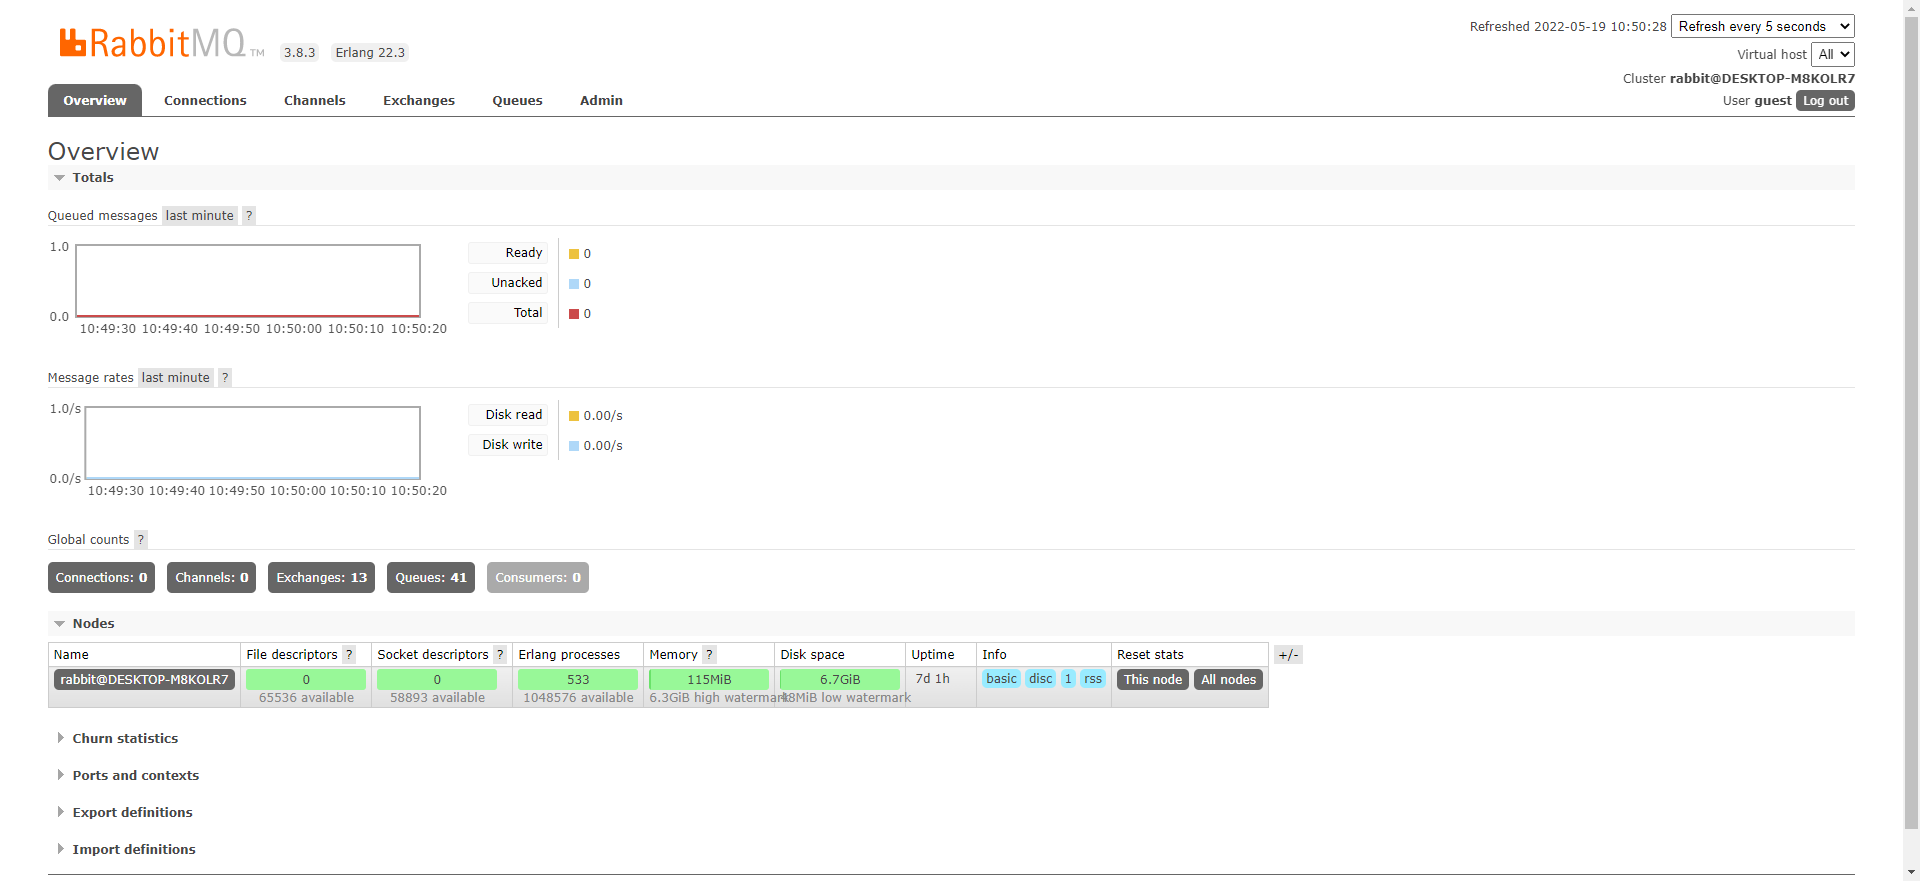 RabbitMQ TM 3.8.3 Erlang 22.3
Refreshed 2022-05-19 10:50:28 Refresh every 5 seconds
Virtual host All
Cluster rabbit@DESKTOP-M8KOLR7
User guest Log out
Overview Connections Channels Exchanges Queues Admin
Overview
Totals
Queued messages last minute ?
1.0
0.0
10:49:30 10:49:40 10:49:50 10:50:00 10:50:10 10:50:20
Ready 0
Unacked 0
Total 0
Message rates last minute ?
1.0/s
0.0/s
10:49:30 10:49:40 10:49:50 10:50:00 10:50:10 10:50:20
Disk read 0.00/s
Disk write 0.00/s
Global counts ?
Connections: 0 Channels: 0 Exchanges: 13 Queues: 41 Consumers: 0
Nodes
Name File descriptors ? Socket descriptors ? Erlang processes Memory ? Disk space Uptime Info Reset stats +/-
rabbit@DESKTOP-M8KOLR7 0 0 533 115MiB 6.7GiB 7d 1h basic disc 1 rss This node All nodes
65536 available 58893 available 1048576 available 6.3GiB high watermark 48MiB low watermark
Churn statistics
Ports and contexts
Export definitions
Import definitions